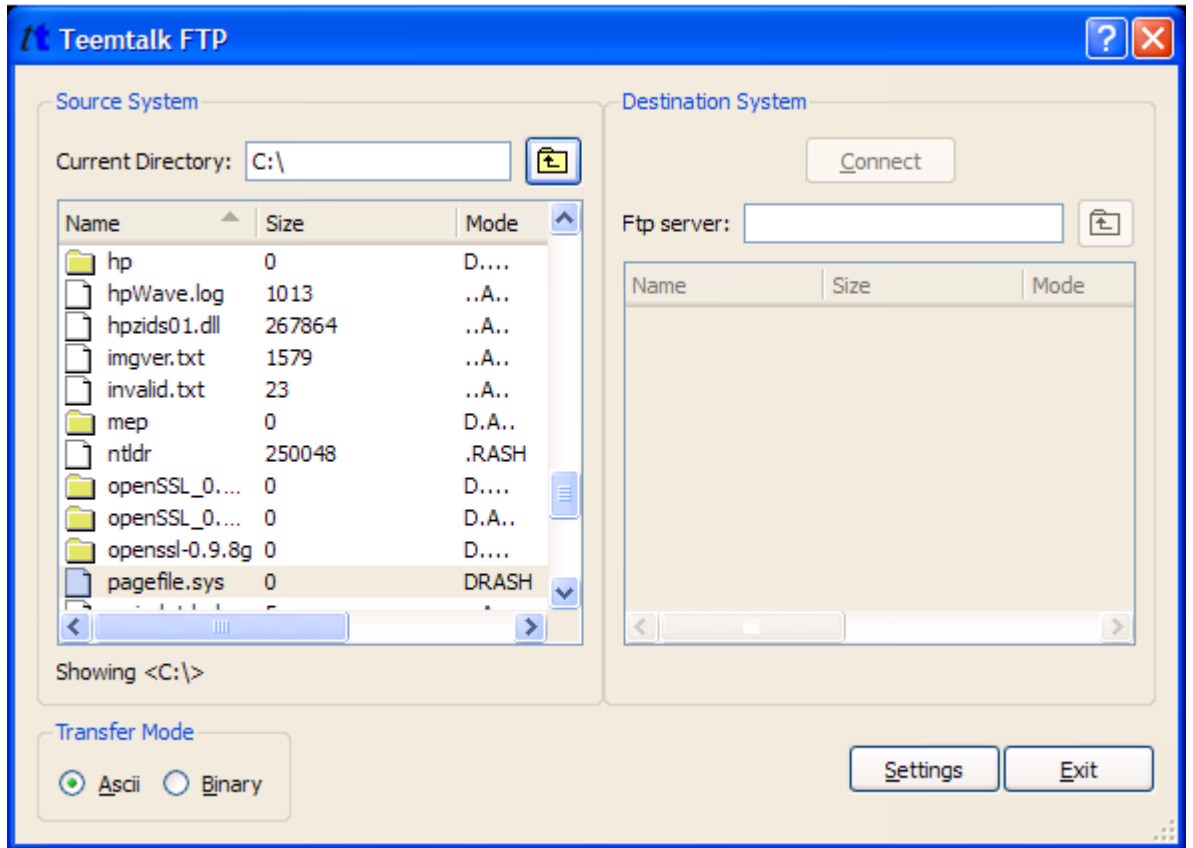 tt Teemtalk FTP
Source System
Current Directory: C:\
Name Size Mode
hp 0 D....
hpWave.log 1013 ..A..
hpzids01.dll 267864 ..A..
imgver.txt 1579 ..A..
invalid.txt 23 ..A..
mep 0 D.A..
ntldr 250048 .RASH
openSSL_0.... 0 D....
openSSL_0.... 0 D.A..
openssl-0.9.8g 0 D....
pagefile.sys 0 DRASH
Showing <C:\>
Destination System
Connect
Ftp server:
Name Size Mode
Transfer Mode
Ascii Binary
Settings Exit